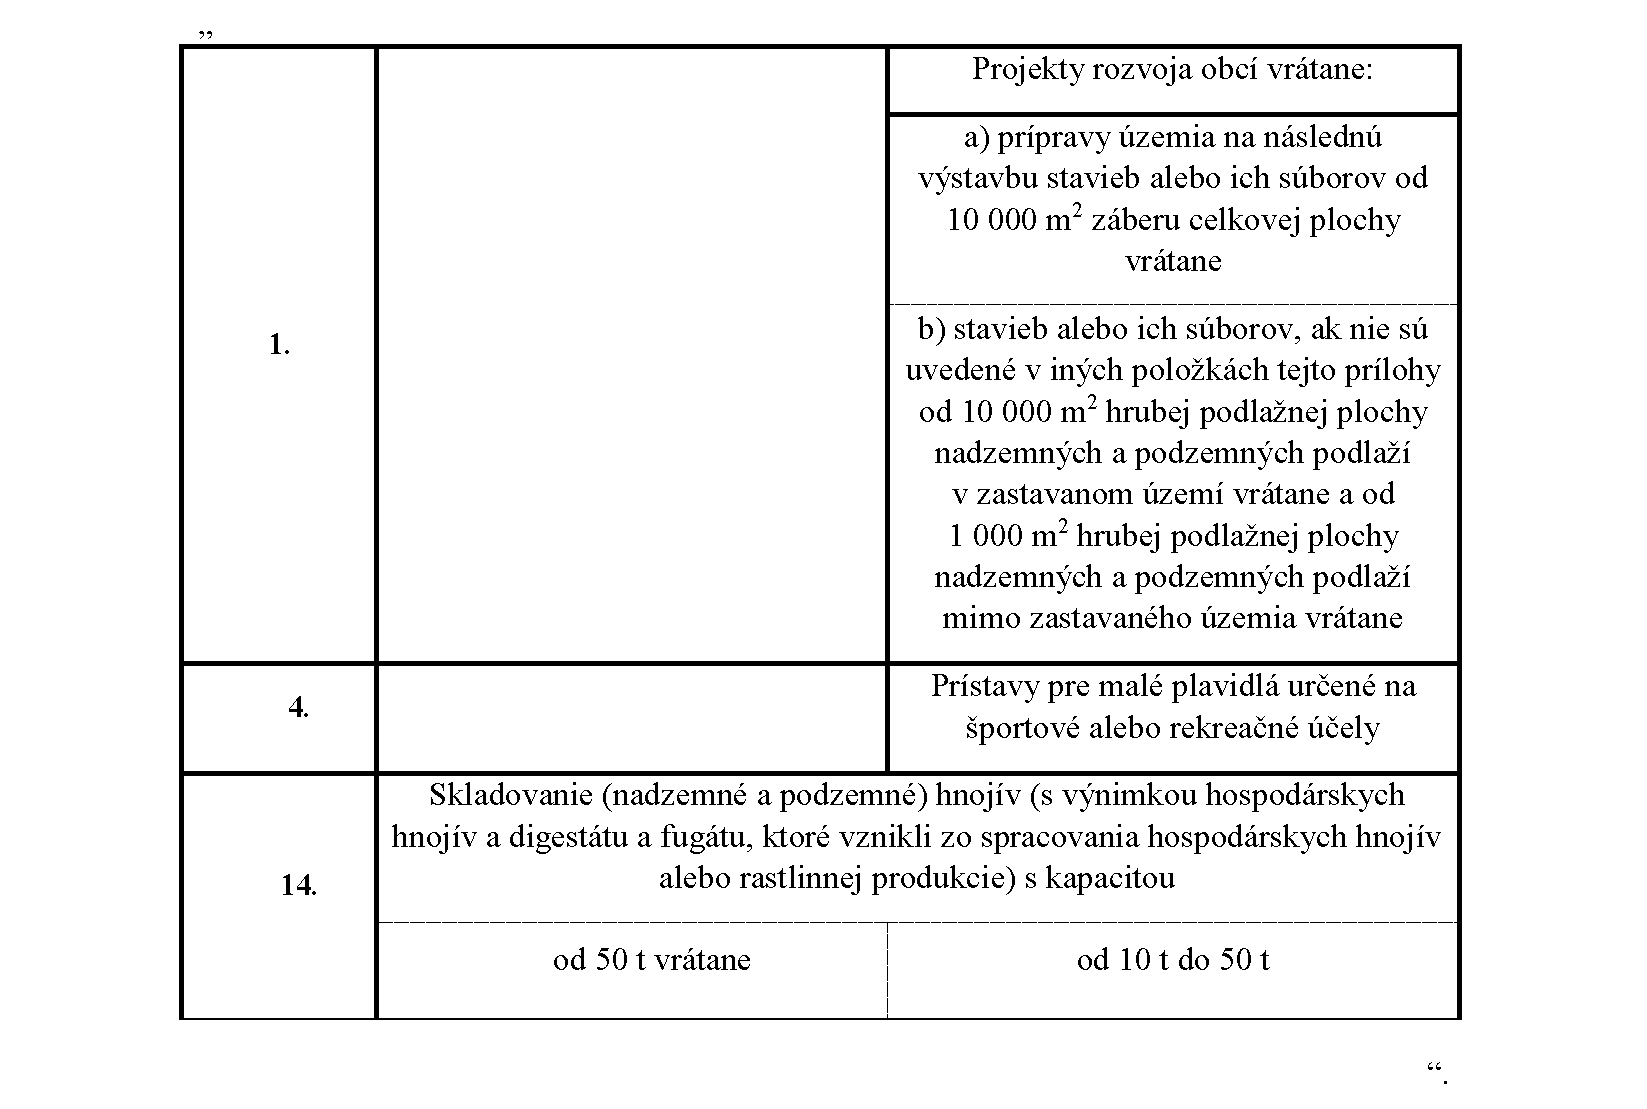 ”
Projekty rozvoja obcí vrátane:
a) prípravy územia na následnú
výstavbu stavieb alebo ich súborov od
10 000 m² záberu celkovej plochy
vrátane
1.
b) stavieb alebo ich súborov, ak nie sú
uvedené v iných položkách tejto prílohy
od 10 000 m² hrubej podlažnej plochy
nadzemných a podzemných podlaží
v zastavanom území vrátane a od
1 000 m² hrubej podlažnej plochy
nadzemných a podzemných podlaží
mimo zastavaného územia vrátane
4.
Prístavy pre malé plavidlá určené na
športové alebo rekreačné účely
14.
Skladovanie (nadzemné a podzemné) hnojív (s výnimkou hospodárskych
hnojív a digestátu a fugátu, ktoré vznikli zo spracovania hospodárskych hnojív
alebo rastlinnej produkcie) s kapacitou
od 50 t vrátane
od 10 t do 50 t
“.